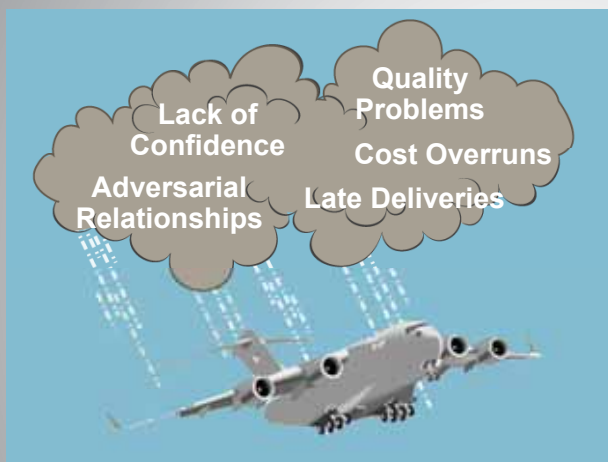 Lack of
Confidence
Adversarial
Relationships
Quality
Problems
Cost Overruns
Late Deliveries